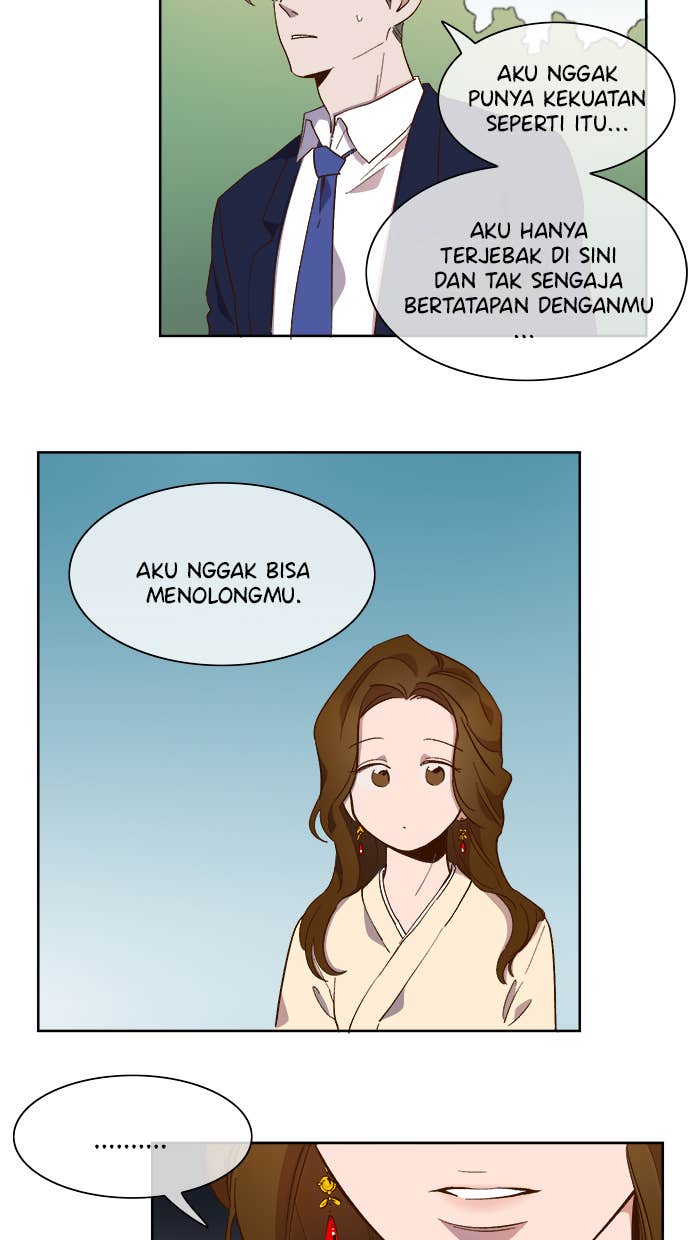 AKU NGGAK
PUNYA KEKUATAN
SEPERTI ITU...
AKU HANYA
TERJEBAK DI SINI
DAN TAK SENGAJA
BERTATAPAN DENGANMU
...
AKU NGGAK BISA
MENOLONGMU.
..........